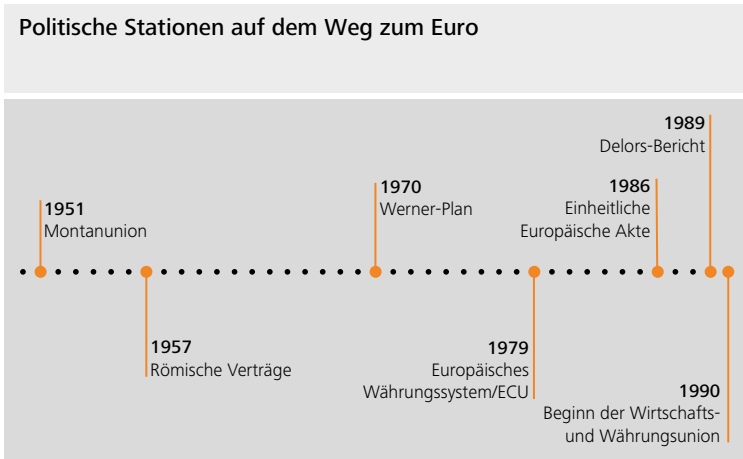 Politische Stationen auf dem Weg zum Euro
1951
Montanunion
1957
Römische Verträge
1970
Werner-Plan
1979
Europäisches
Währungssystem/ECU
1986
Einheitliche
Europäische Akte
1989
Delors-Bericht
1990
Beginn der Wirtschafts-
und Währungsunion